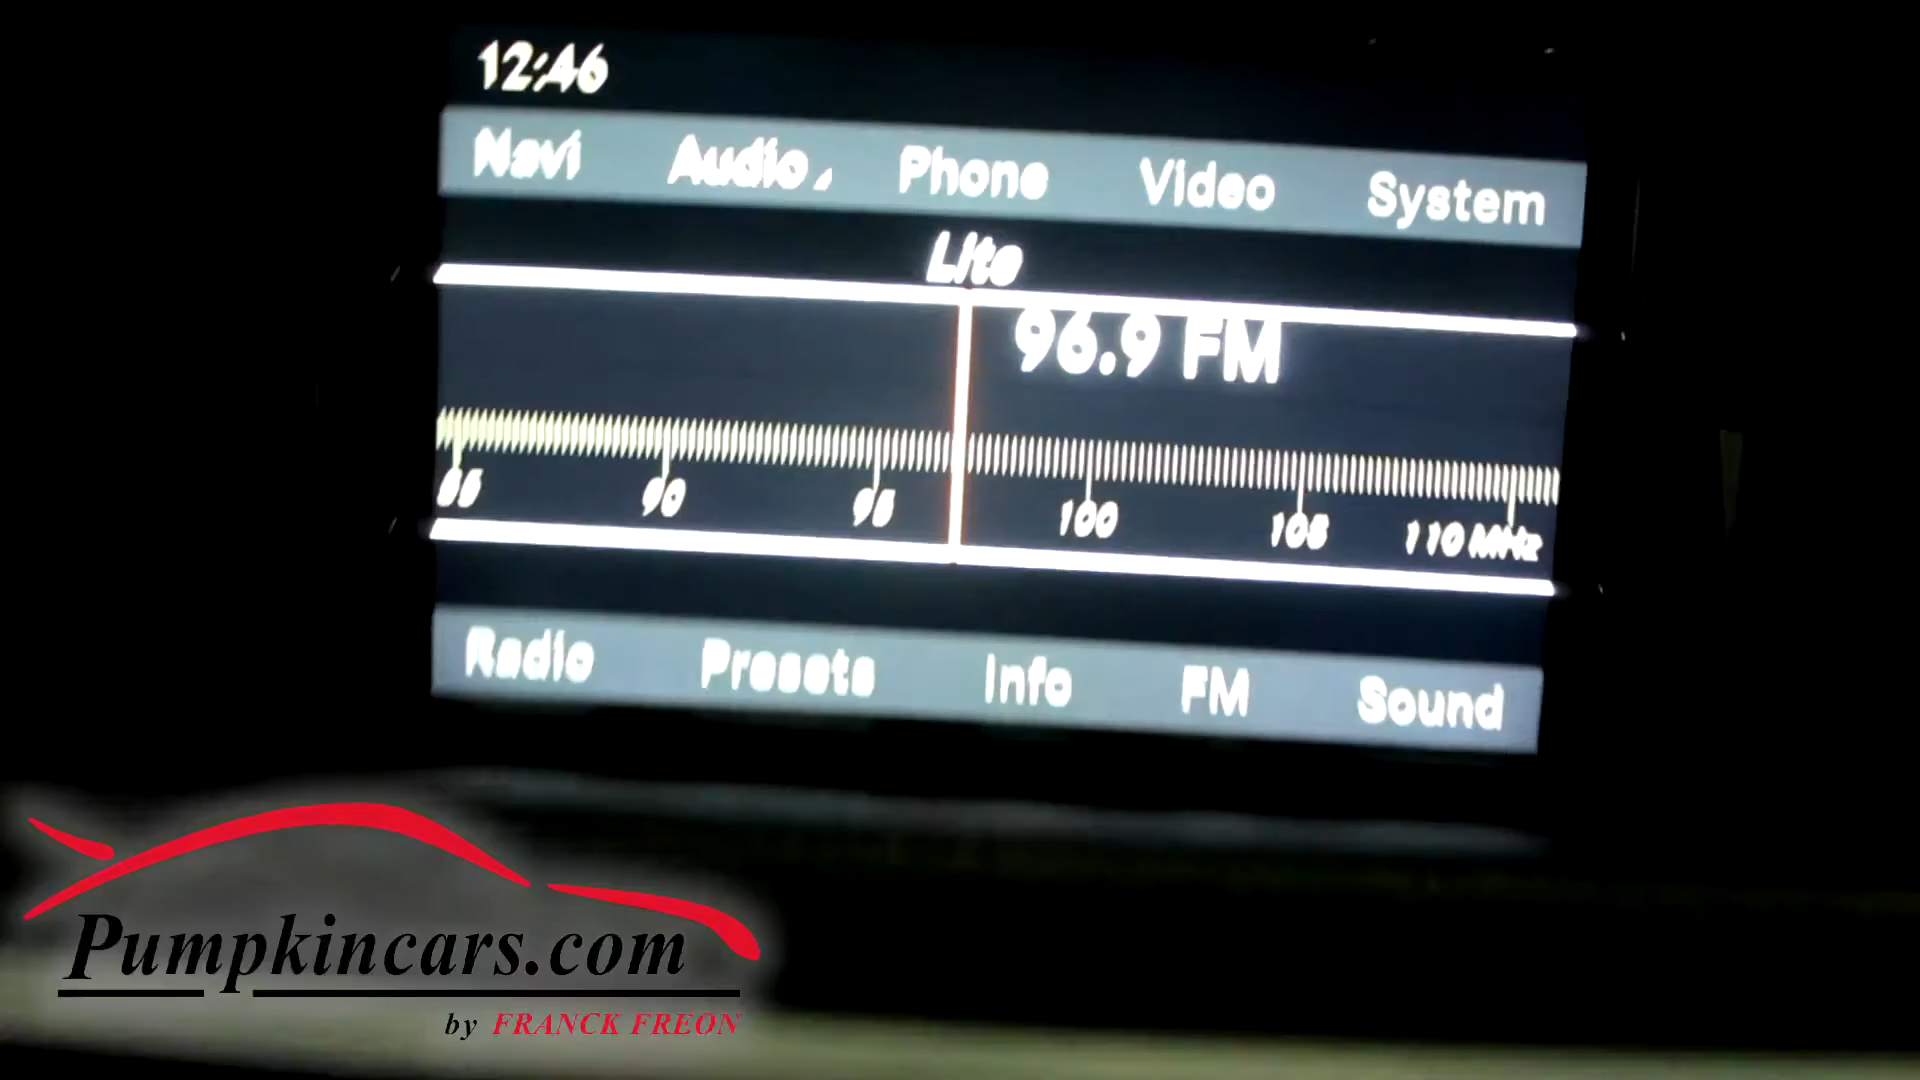 12:46
Navi Audio Phone Video System
Lite
96.9 FM
90 95 100 105 110 MHz
Radio Presets Info FM Sound
Pumpkincars.com
by FRANCK FREON